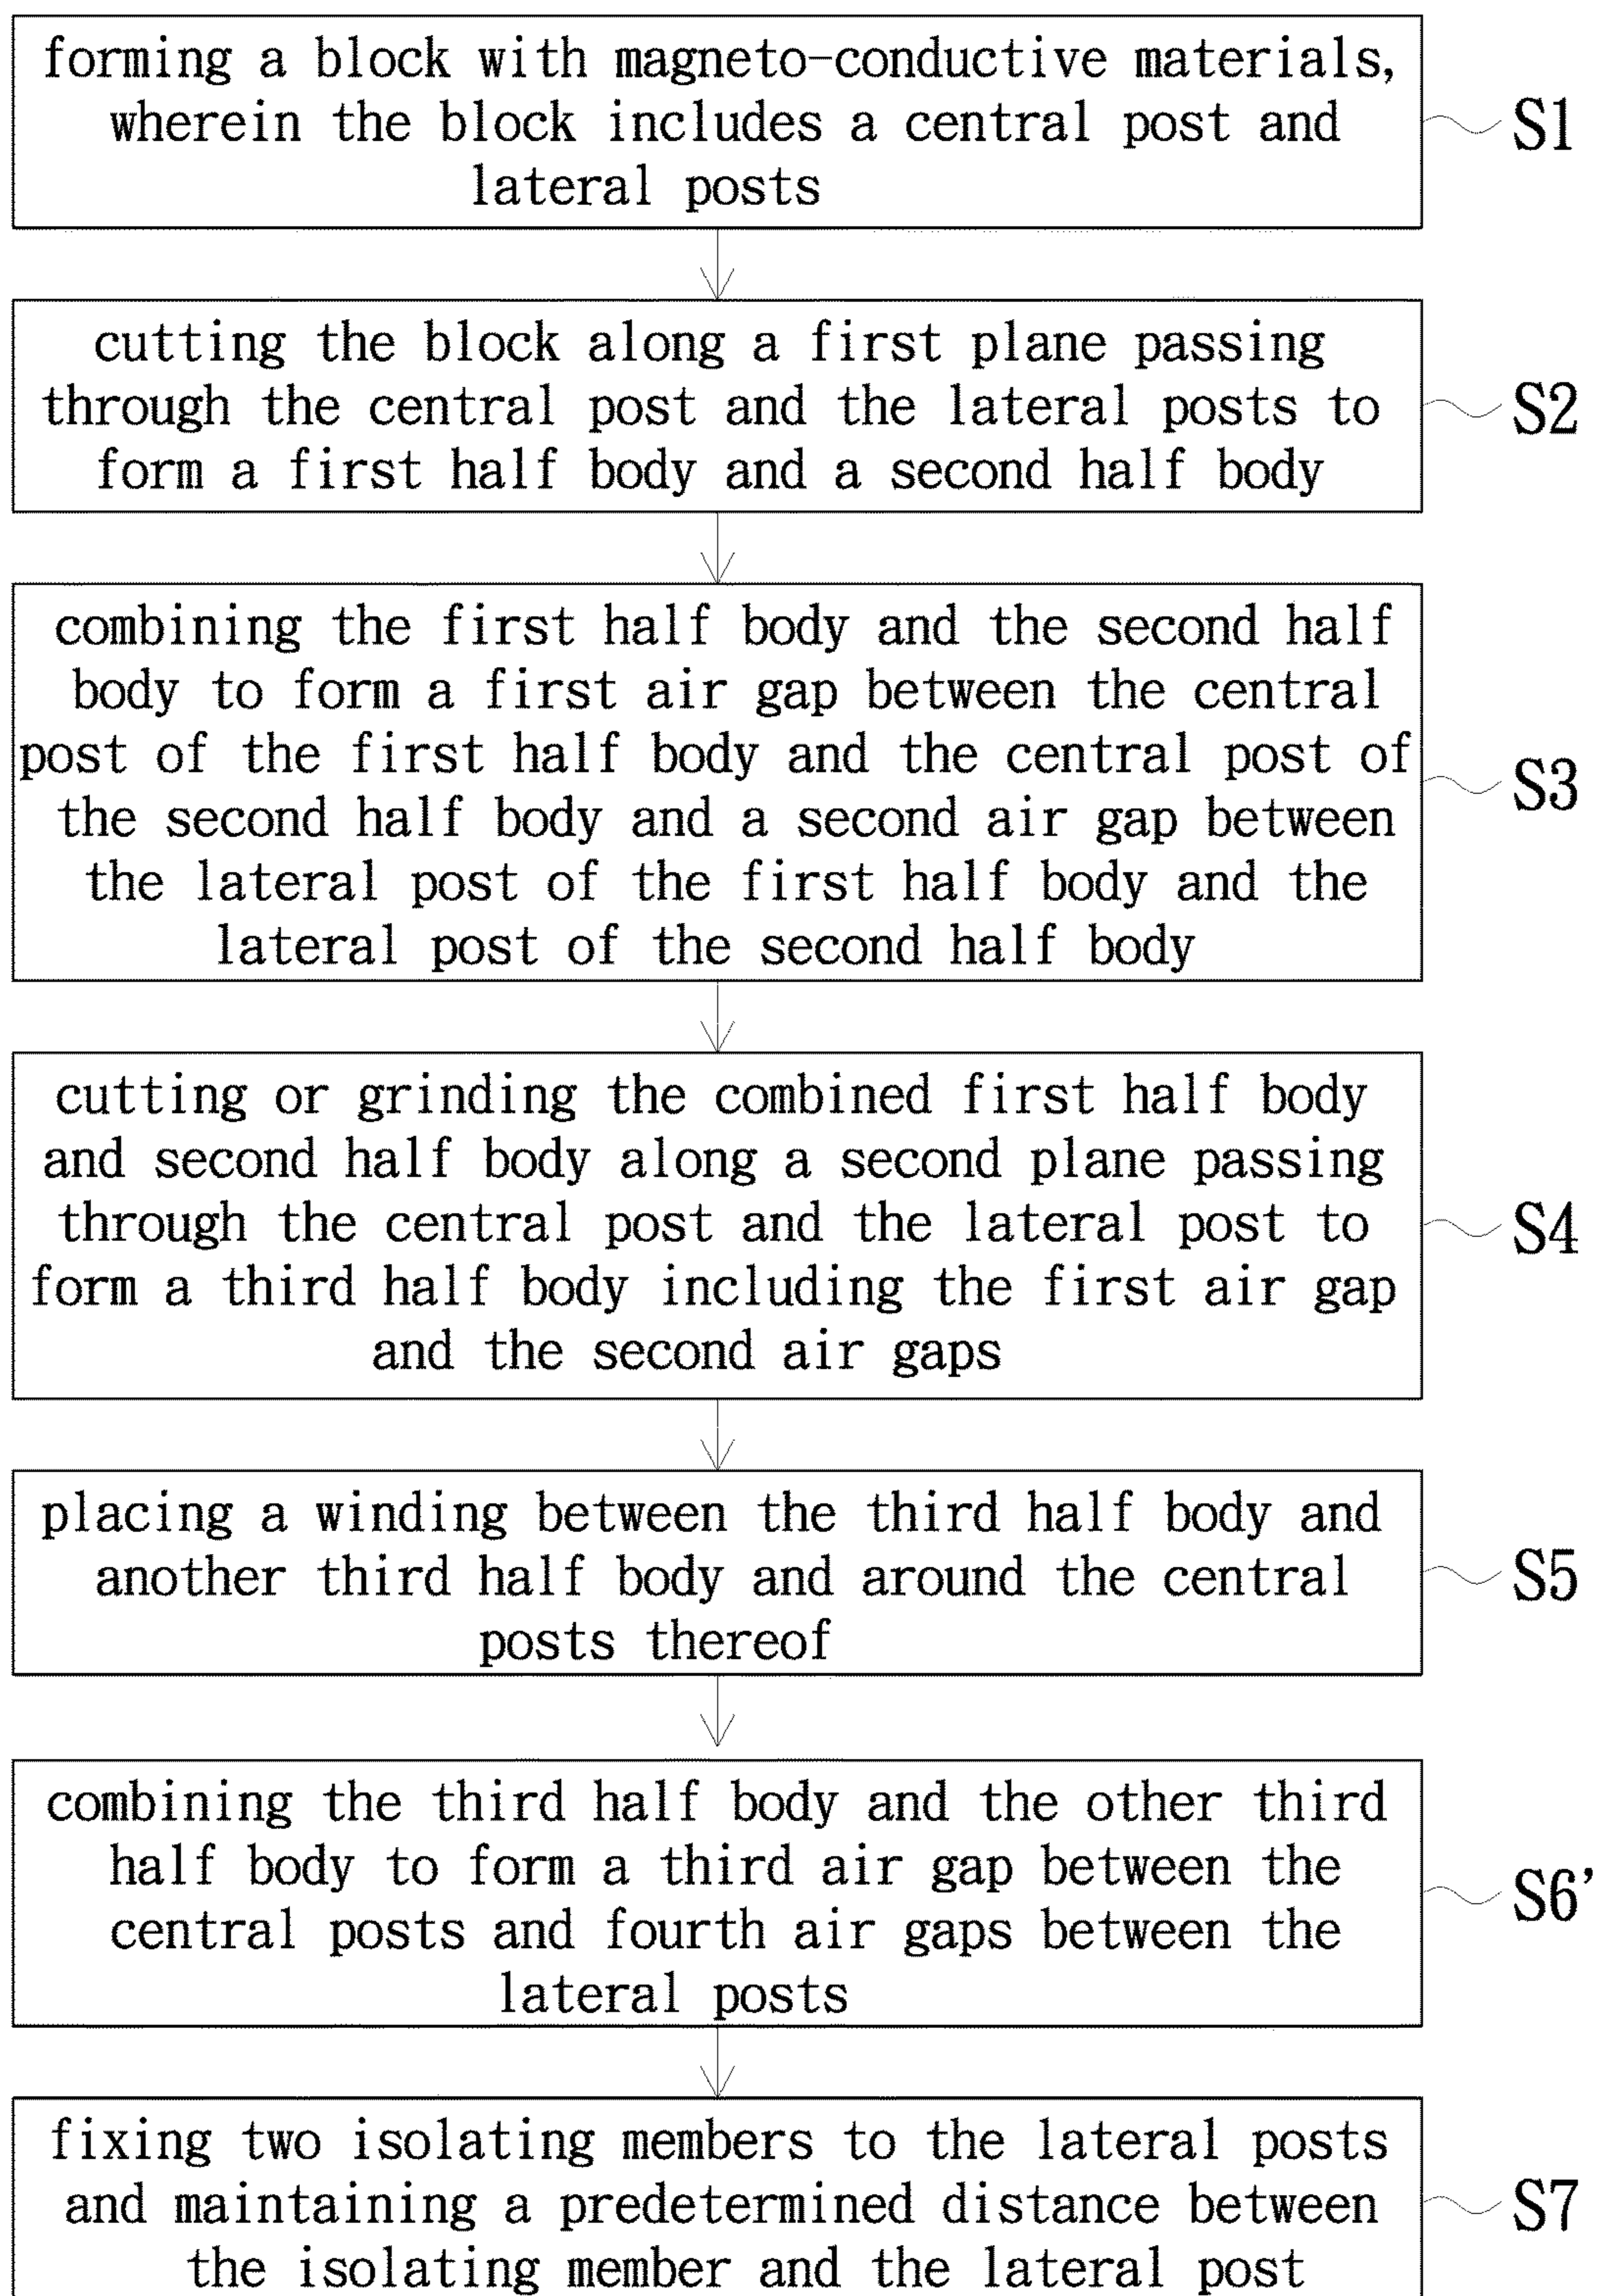 forming a block with magneto-conductive materials,
wherein the block includes a central post and
lateral posts
S1
cutting the block along a first plane passing
through the central post and the lateral posts to
form a first half body and a second half body
S2
combining the first half body and the second half
body to form a first air gap between the central
post of the first half body and the central post of
the second half body and a second air gap between
the lateral post of the first half body and the
lateral post of the second half body
S3
cutting or grinding the combined first half body
and second half body along a second plane passing
through the central post and the lateral post to
form a third half body including the first air gap
and the second air gaps
S4
placing a winding between the third half body and
another third half body and around the central
posts thereof
S5
combining the third half body and the other third
half body to form a third air gap between the
central posts and fourth air gaps between the
lateral posts
S6’
fixing two isolating members to the lateral posts
and maintaining a predetermined distance between
the isolating member and the lateral post
S7